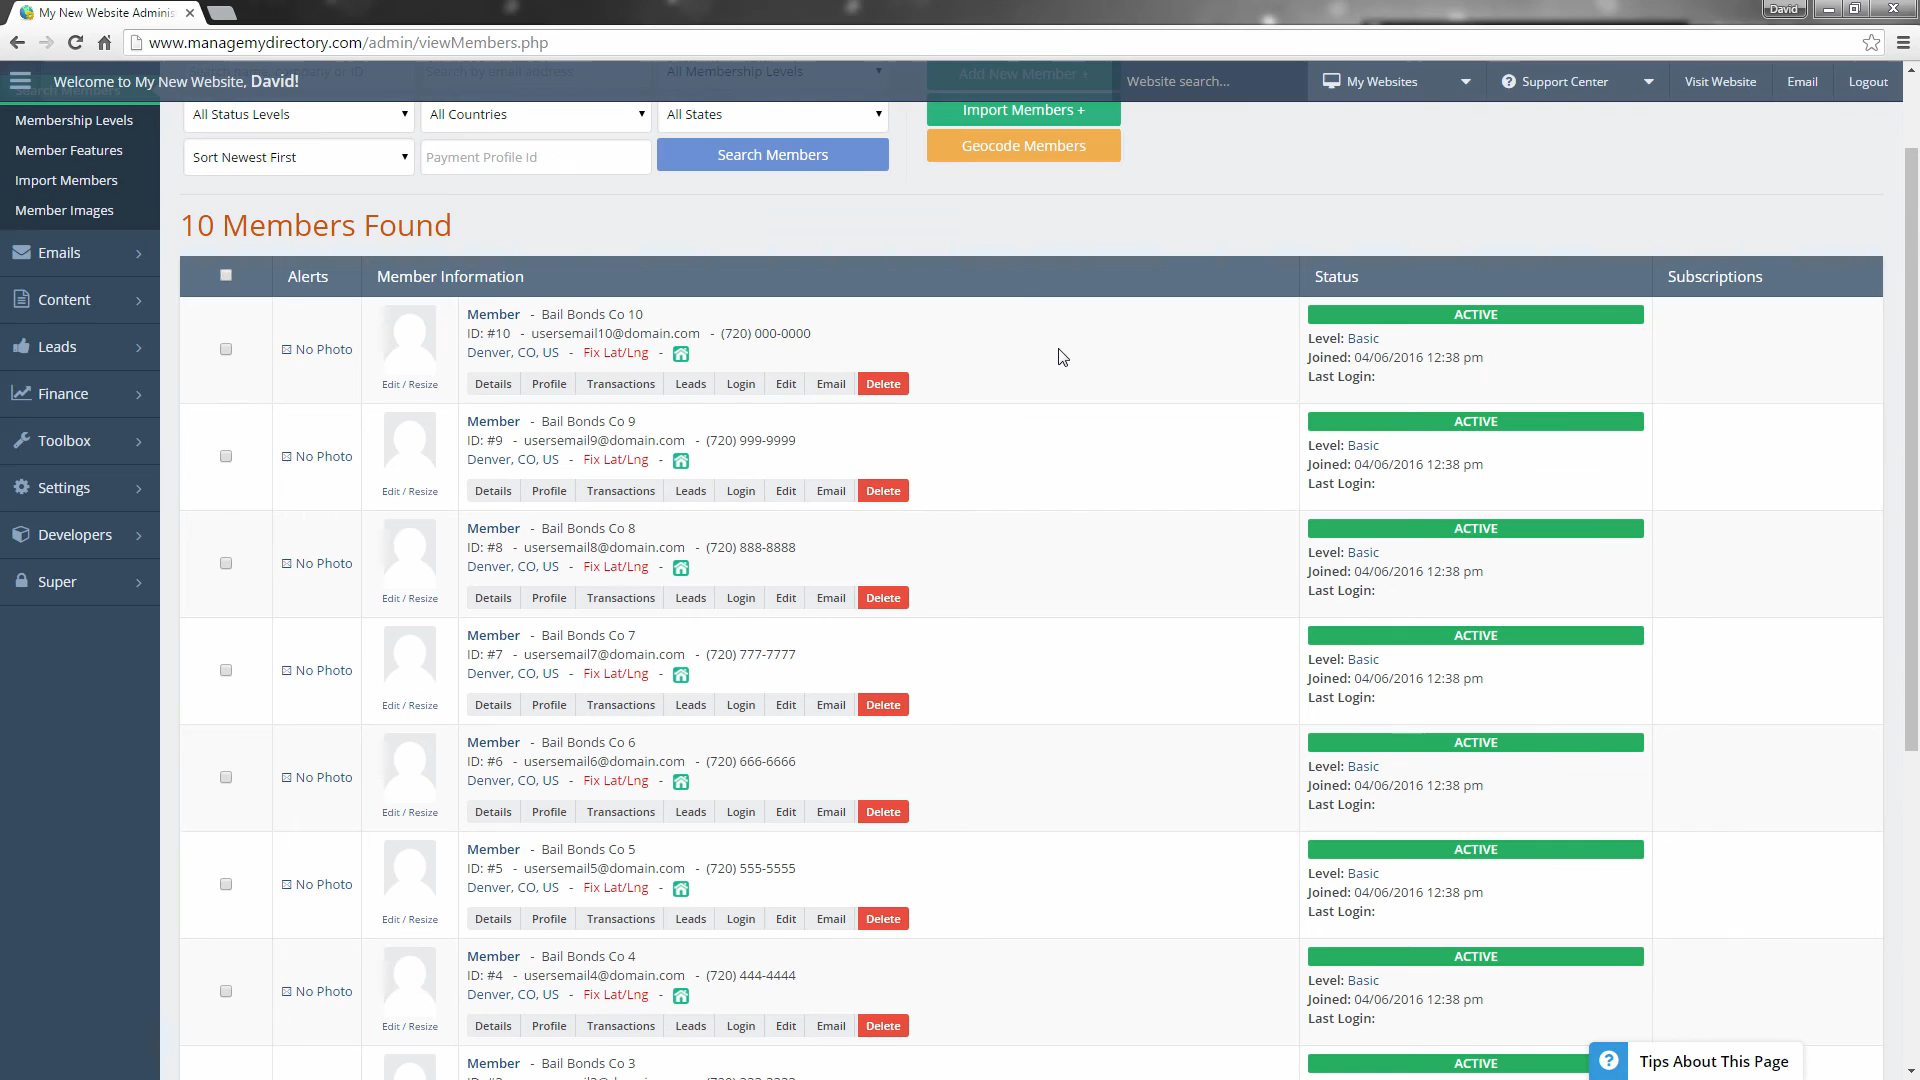 My New Website Adminis
David
www.managemydirectory.com/admin/viewMembers.php
Welcome to My New Website, David!
Search by email address
All Membership Levels
Add New Member +
Website search...
My Websites
Support Center
Visit Website
Email
Logout
Search Members
Membership Levels
Member Features
Import Members
Member Images
Emails
Content
Leads
Finance
Toolbox
Settings
Developers
Super
All Status Levels
All Countries
All States
Import Members +
Sort Newest First
Payment Profile Id
Search Members
Geocode Members
10 Members Found
Alerts
Member Information
Status
Subscriptions
No Photo
Edit / Resize
Member - Bail Bonds Co 10
ID: #10 - usersemail10@domain.com - (720) 000-0000
Denver, CO, US - Fix Lat/Lng -
Details Profile Transactions Leads Login Edit Email Delete
ACTIVE
Level: Basic
Joined: 04/06/2016 12:38 pm
Last Login:
No Photo
Edit / Resize
Member - Bail Bonds Co 9
ID: #9 - usersemail9@domain.com - (720) 999-9999
Denver, CO, US - Fix Lat/Lng -
Details Profile Transactions Leads Login Edit Email Delete
ACTIVE
Level: Basic
Joined: 04/06/2016 12:38 pm
Last Login:
No Photo
Edit / Resize
Member - Bail Bonds Co 8
ID: #8 - usersemail8@domain.com - (720) 888-8888
Denver, CO, US - Fix Lat/Lng -
Details Profile Transactions Leads Login Edit Email Delete
ACTIVE
Level: Basic
Joined: 04/06/2016 12:38 pm
Last Login:
No Photo
Edit / Resize
Member - Bail Bonds Co 7
ID: #7 - usersemail7@domain.com - (720) 777-7777
Denver, CO, US - Fix Lat/Lng -
Details Profile Transactions Leads Login Edit Email Delete
ACTIVE
Level: Basic
Joined: 04/06/2016 12:38 pm
Last Login:
No Photo
Edit / Resize
Member - Bail Bonds Co 6
ID: #6 - usersemail6@domain.com - (720) 666-6666
Denver, CO, US - Fix Lat/Lng -
Details Profile Transactions Leads Login Edit Email Delete
ACTIVE
Level: Basic
Joined: 04/06/2016 12:38 pm
Last Login:
No Photo
Edit / Resize
Member - Bail Bonds Co 5
ID: #5 - usersemail5@domain.com - (720) 555-5555
Denver, CO, US - Fix Lat/Lng -
Details Profile Transactions Leads Login Edit Email Delete
ACTIVE
Level: Basic
Joined: 04/06/2016 12:38 pm
Last Login:
No Photo
Edit / Resize
Member - Bail Bonds Co 4
ID: #4 - usersemail4@domain.com - (720) 444-4444
Denver, CO, US - Fix Lat/Lng -
Details Profile Transactions Leads Login Edit Email Delete
ACTIVE
Level: Basic
Joined: 04/06/2016 12:38 pm
Last Login:
Member - Bail Bonds Co 3
ACTIVE
Tips About This Page